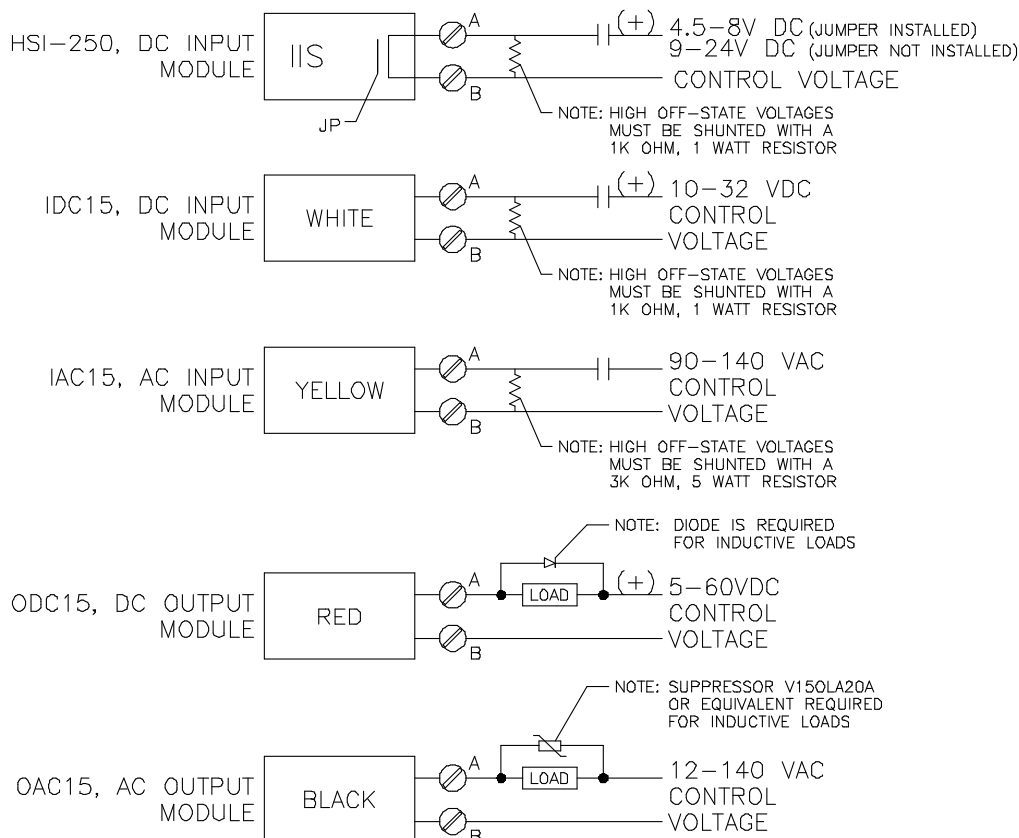 HSI-250, DC INPUT
MODULE
IIS
JP
A
B
(+) 4.5-8V DC (JUMPER INSTALLED)
9-24V DC (JUMPER NOT INSTALLED)
CONTROL VOLTAGE
NOTE: HIGH OFF-STATE VOLTAGES
MUST BE SHUNTED WITH A
1K OHM, 1 WATT RESISTOR
IDC15, DC INPUT
MODULE
WHITE
A
B
(+) 10-32 VDC
CONTROL
VOLTAGE
NOTE: HIGH OFF-STATE VOLTAGES
MUST BE SHUNTED WITH A
1K OHM, 1 WATT RESISTOR
IAC15, AC INPUT
MODULE
YELLOW
A
B
90-140 VAC
CONTROL
VOLTAGE
NOTE: HIGH OFF-STATE VOLTAGES
MUST BE SHUNTED WITH A
3K OHM, 5 WATT RESISTOR
NOTE: DIODE IS REQUIRED
FOR INDUCTIVE LOADS
ODC15, DC OUTPUT
MODULE
RED
A
B
LOAD
(+) 5-60VDC
CONTROL
VOLTAGE
NOTE: SUPPRESSOR V150LA20A
OR EQUIVALENT REQUIRED
FOR INDUCTIVE LOADS
OAC15, AC OUTPUT
MODULE
BLACK
A
B
LOAD
12-140 VAC
CONTROL
VOLTAGE